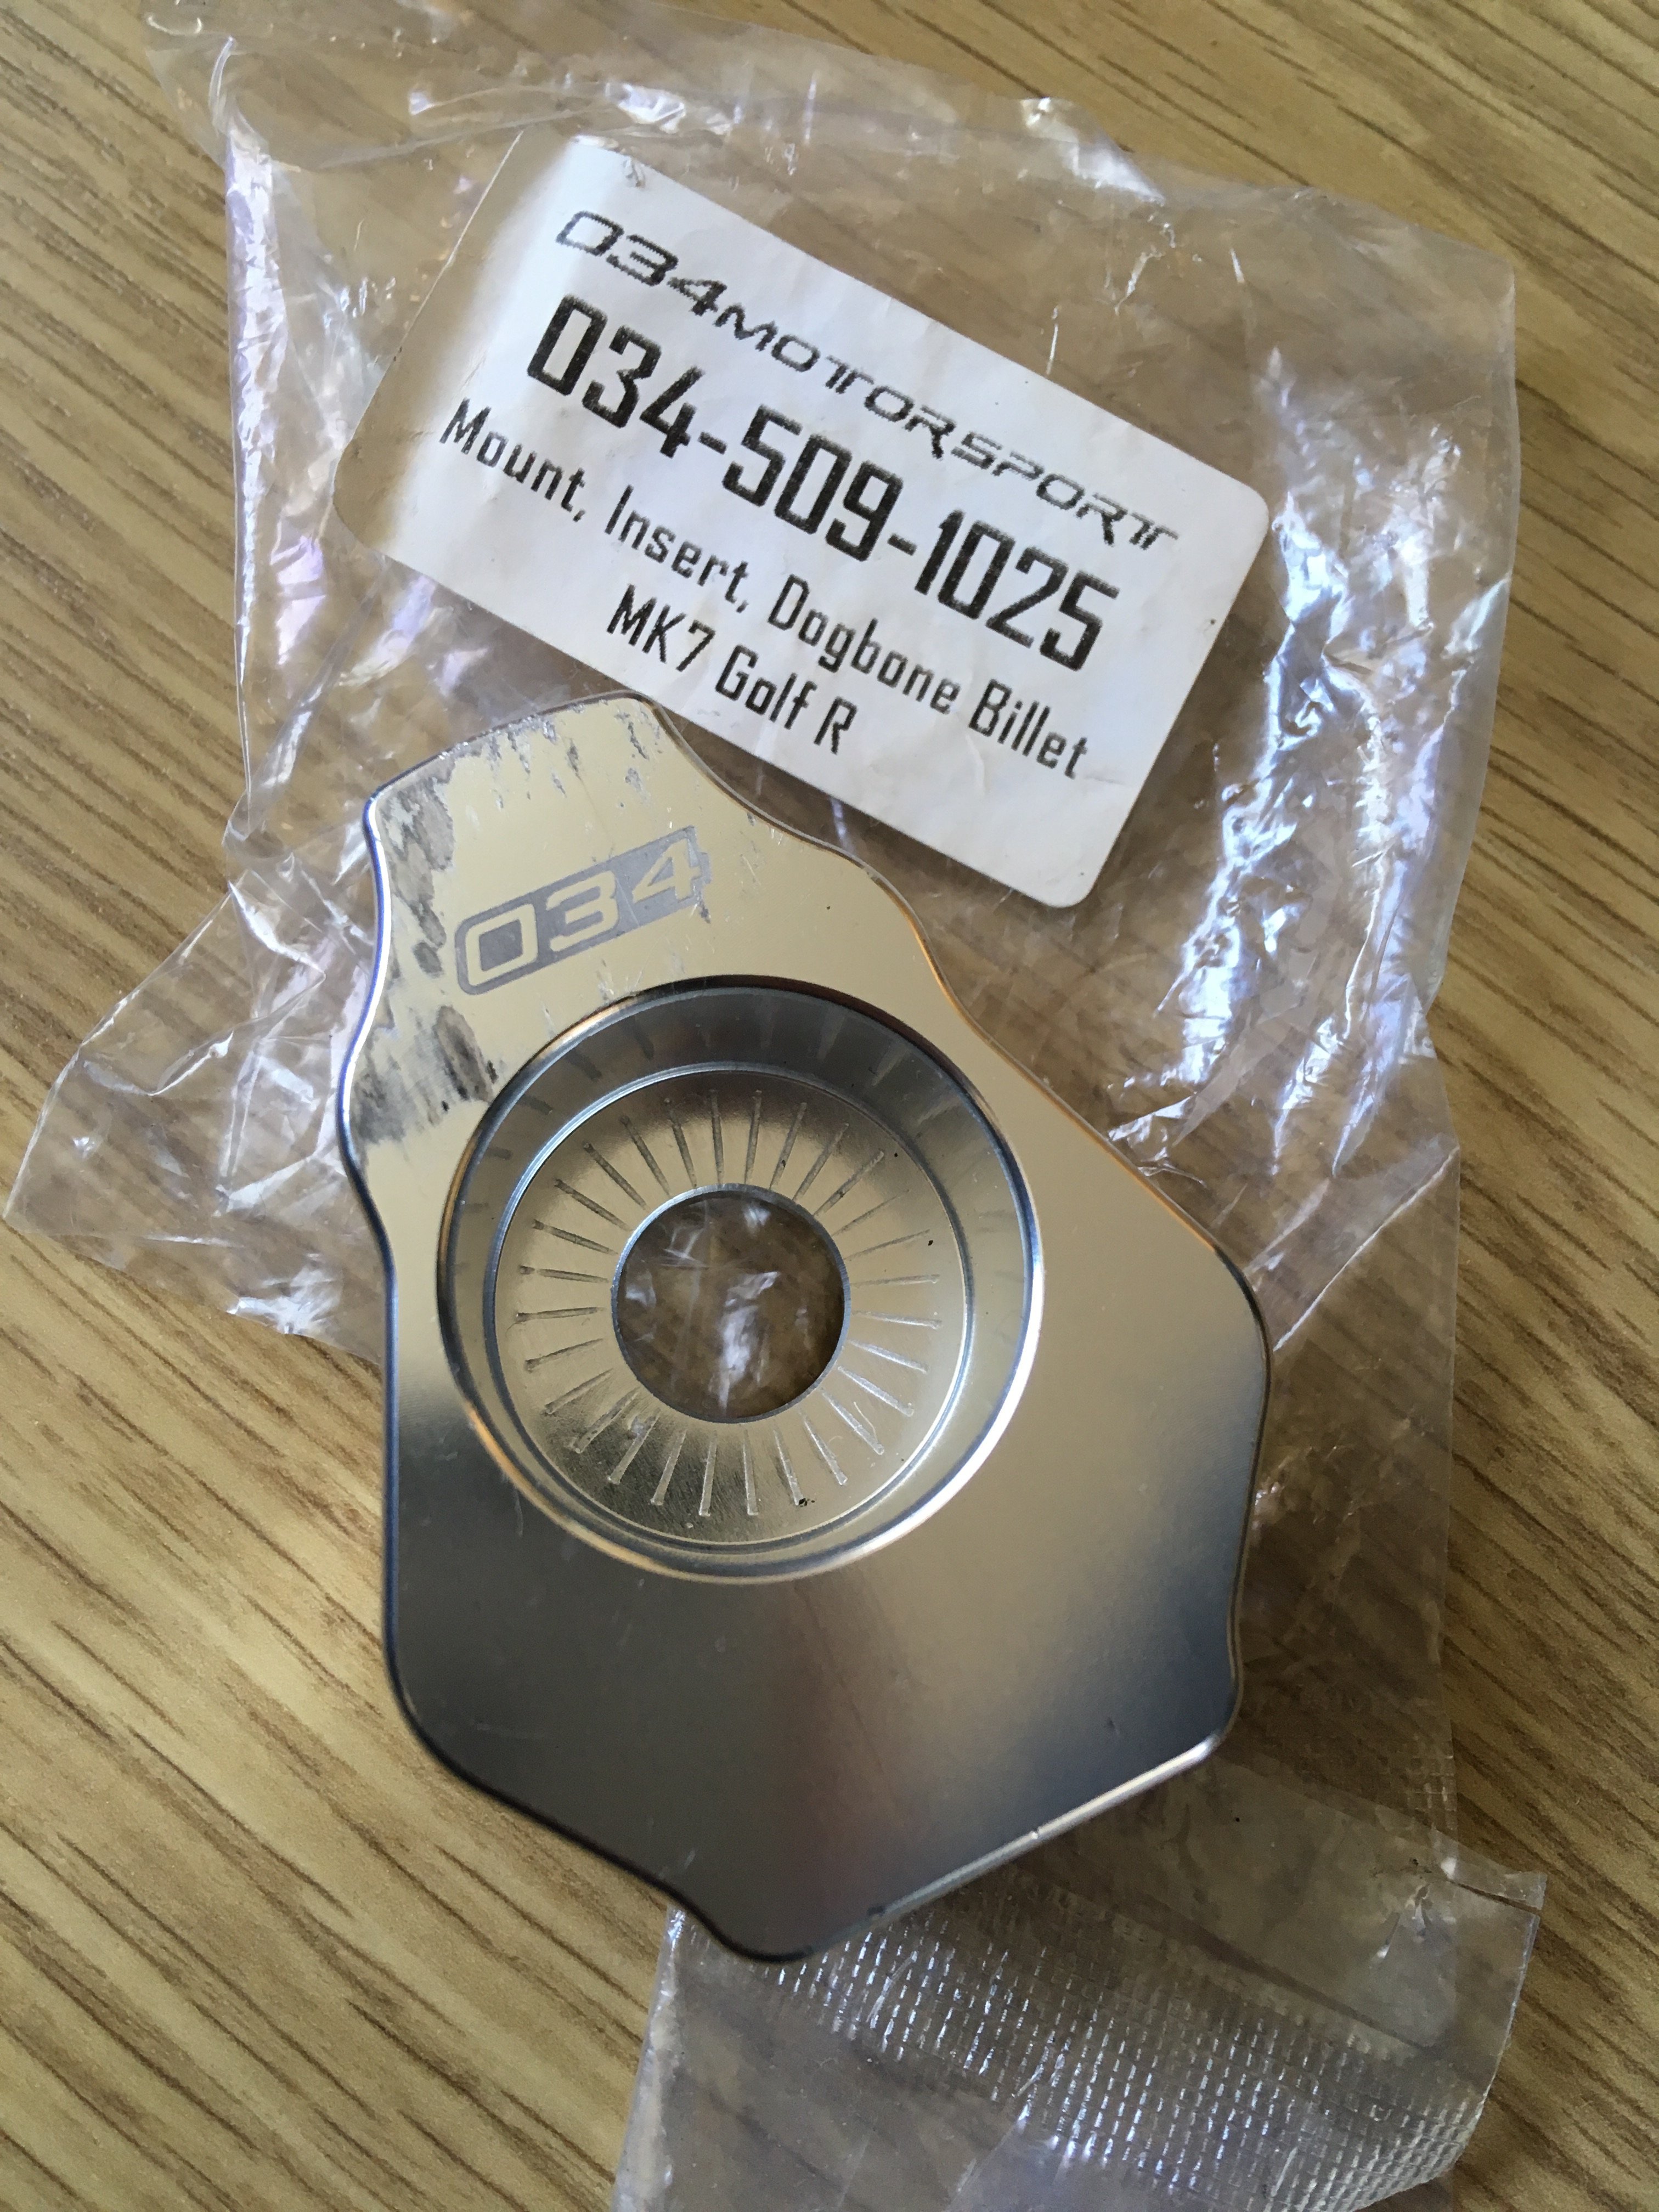 034MOTORSPORT
034-509-1025
Mount, Insert, Dogbone Billet
MK7 Golf R
034